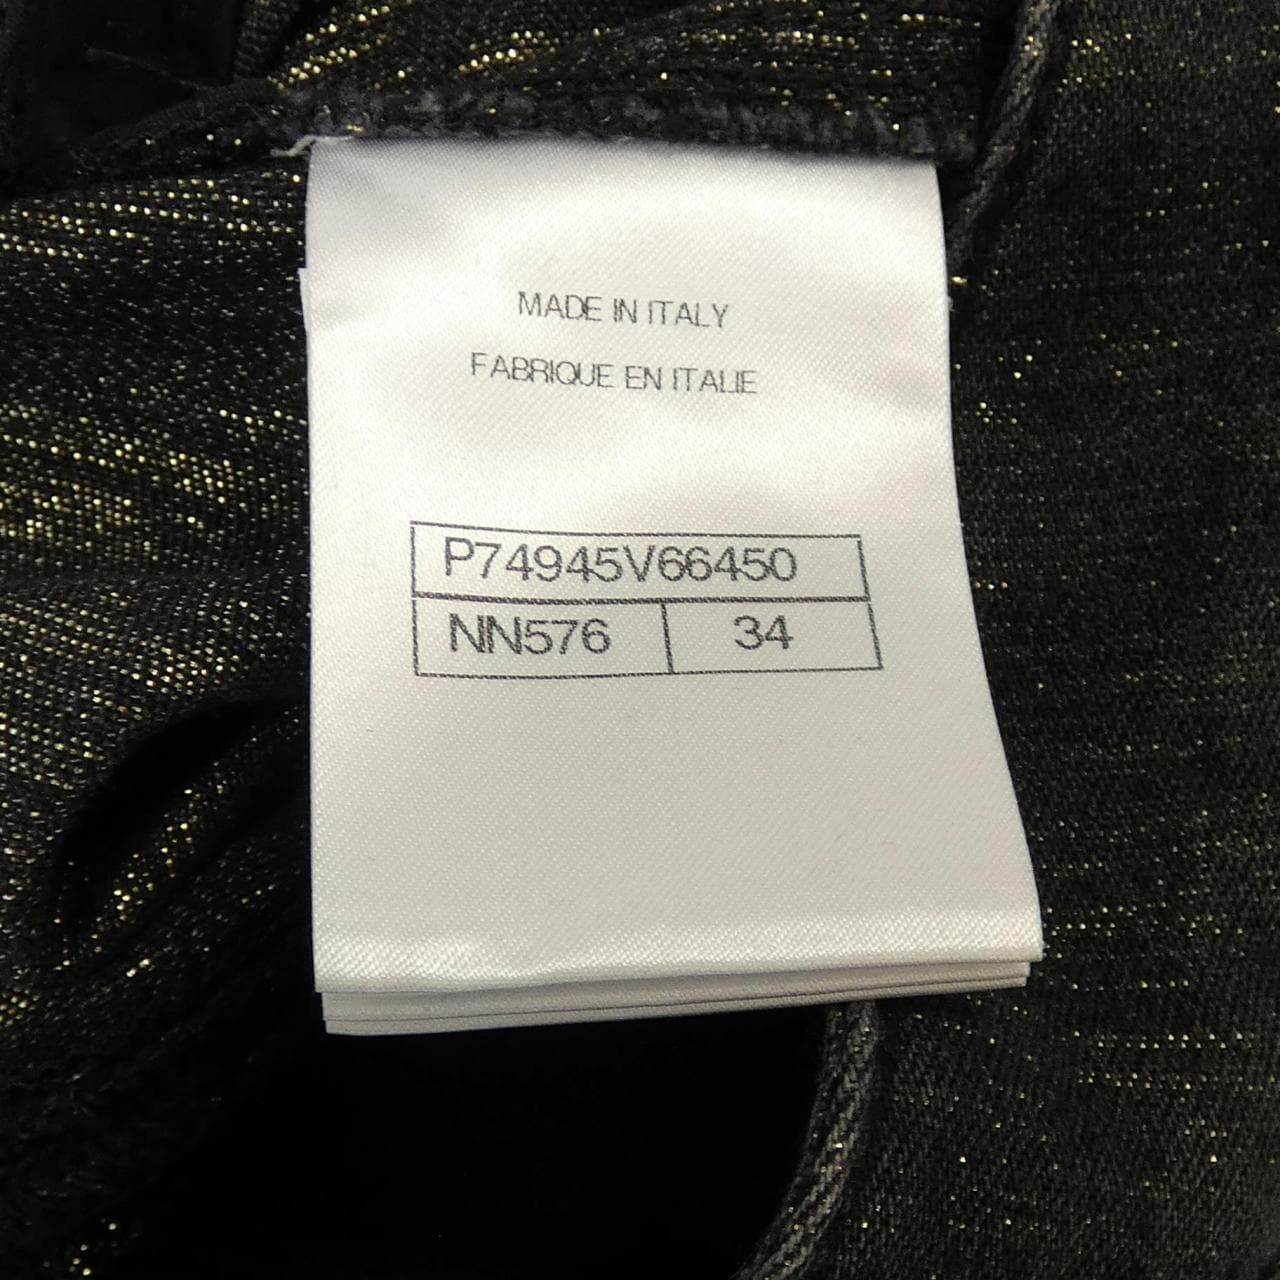 MADE IN ITALY
FABRIQUE EN ITALIE
P74945V66450
NN576 34